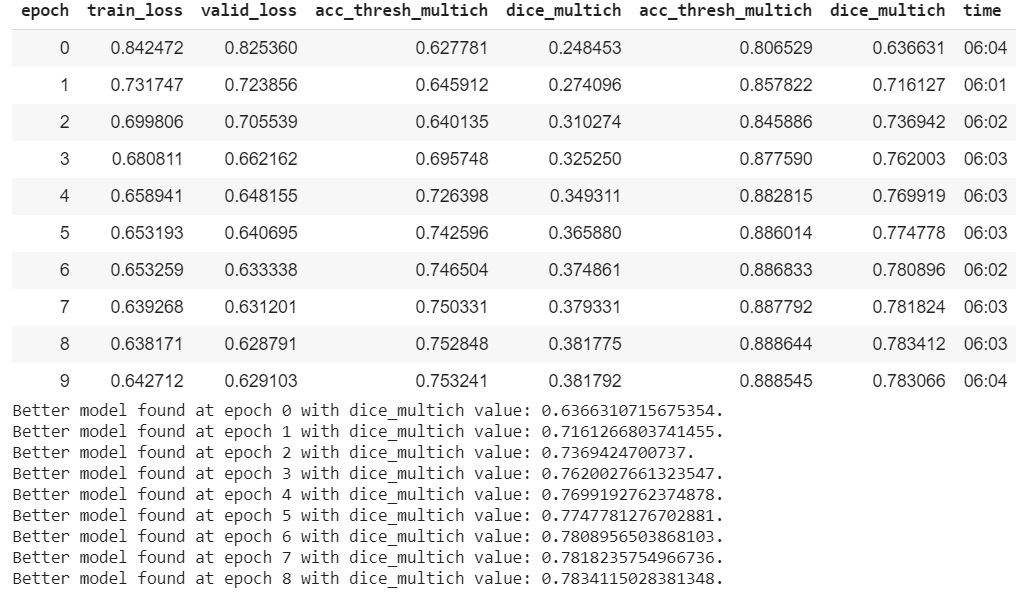 epoch train_loss valid_loss acc_thresh_multich dice_multich acc_thresh_multich dice_multich time
0 0.842472 0.825360 0.627781 0.248453 0.806529 0.636631 06:04
1 0.731747 0.723856 0.645912 0.274096 0.857822 0.716127 06:01
2 0.699806 0.705539 0.640135 0.310274 0.845886 0.736942 06:02
3 0.680811 0.662162 0.695748 0.325250 0.877590 0.762003 06:03
4 0.658941 0.648155 0.726398 0.349311 0.882815 0.769919 06:03
5 0.653193 0.640695 0.742596 0.365880 0.886014 0.774778 06:03
6 0.653259 0.633338 0.746504 0.374861 0.886833 0.780896 06:02
7 0.639268 0.631201 0.750331 0.379331 0.887792 0.781824 06:03
8 0.638171 0.628791 0.752848 0.381775 0.888644 0.783412 06:03
9 0.642712 0.629103 0.753241 0.381792 0.888545 0.783066 06:04
Better model found at epoch 0 with dice_multich value: 0.6366310715675354.
Better model found at epoch 1 with dice_multich value: 0.7161266803741455.
Better model found at epoch 2 with dice_multich value: 0.7369424700737.
Better model found at epoch 3 with dice_multich value: 0.7620027661323547.
Better model found at epoch 4 with dice_multich value: 0.7699192762374878.
Better model found at epoch 5 with dice_multich value: 0.7747781276702881.
Better model found at epoch 6 with dice_multich value: 0.7808956503868103.
Better model found at epoch 7 with dice_multich value: 0.7818235754966736.
Better model found at epoch 8 with dice_multich value: 0.7834115028381348.